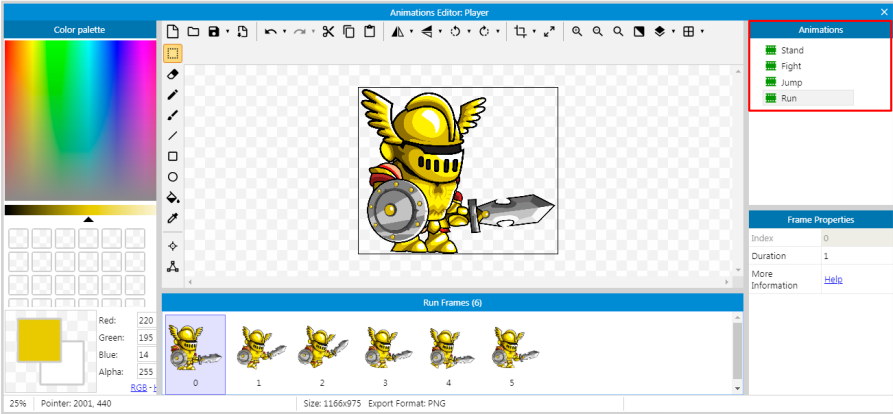 Animations Editor: Player
Color palette
Animations
Stand
Fight
Jump
Run
Frame Properties
Index 0
Duration 1
More Information Help
Run Frames (6)
0 1 2 3 4 5
Red: 220
Green: 195
Blue: 14
Alpha: 255
RGB -
25% Pointer: 2001, 440 Size: 1166x975 Export Format: PNG